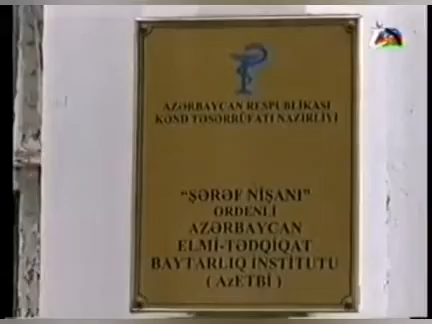 AZƏRBAYCAN RESPUBLİKASI
KƏND TƏSƏRRÜFATI NAZİRLİYİ
“ŞƏRƏF NİŞANI”
ORDENLİ
AZƏRBAYCAN
ELMİ-TƏDQİQAT
BAYTARLIQ İNSTİTUTU
( AzETBİ )